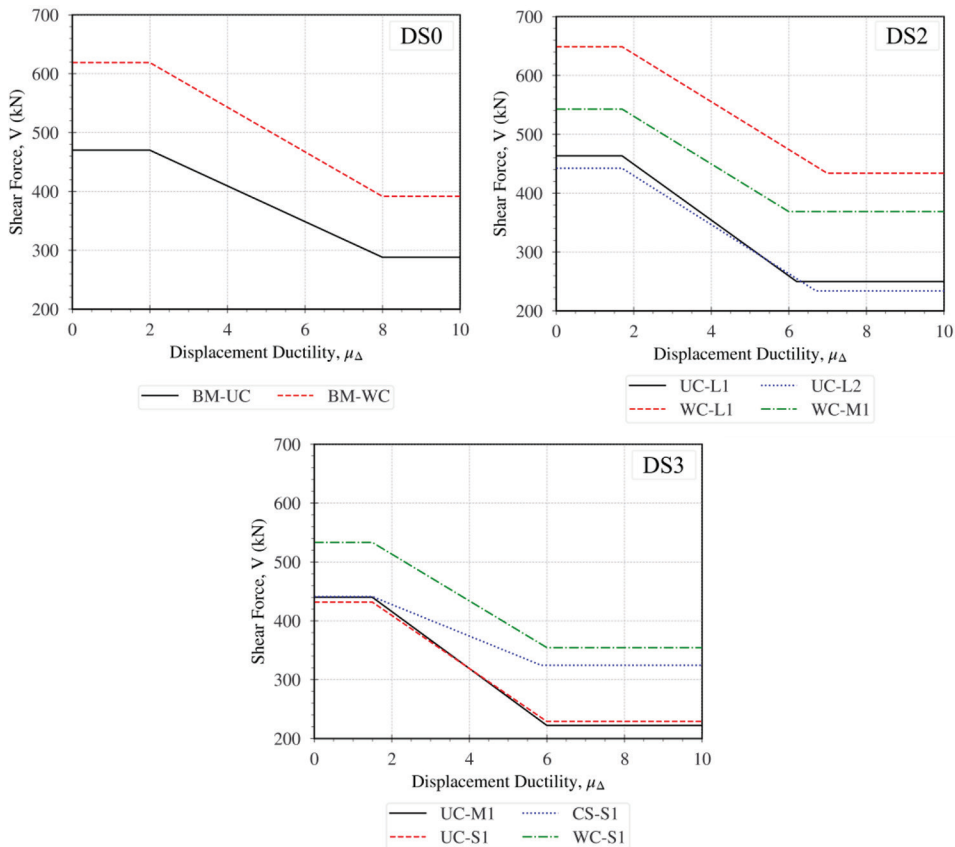 DS0
700
600
500
400
300
200
Shear Force, V (kN)
0 2 4 6 8 10
Displacement Ductility, μΔ
BM-UC BM-WC
DS2
700
600
500
400
300
200
Shear Force, V (kN)
0 2 4 6 8 10
Displacement Ductility, μΔ
UC-L1 UC-L2
WC-L1 WC-M1
DS3
700
600
500
400
300
200
Shear Force, V (kN)
0 2 4 6 8 10
Displacement Ductility, μΔ
UC-M1 CS-S1
UC-S1 WC-S1